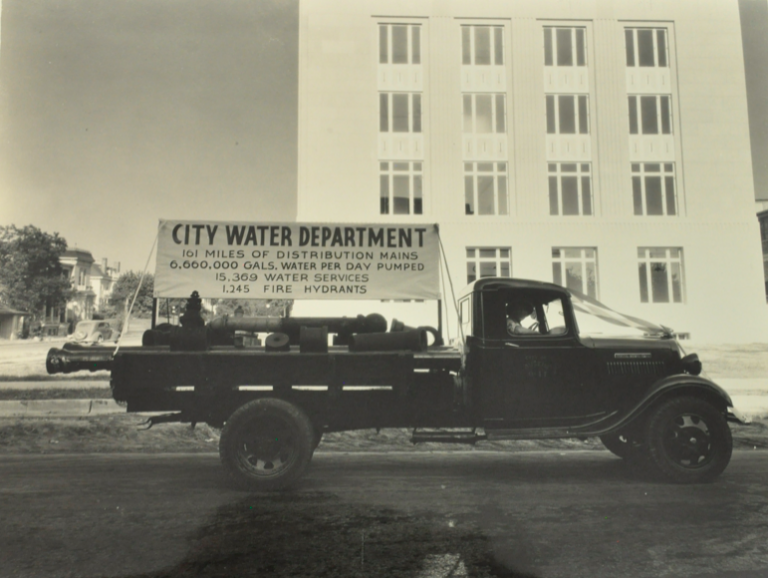 CITY WATER DEPARTMENT
161 MILES OF DISTRIBUTION MAINS
6,660,000 GALS. WATER PER DAY PUMPED
15,369 WATER SERVICES
1,245 FIRE HYDRANTS